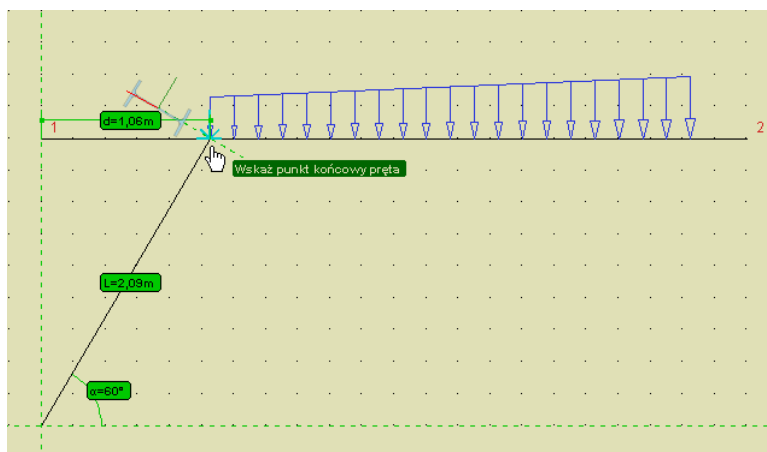 d=1,06m
1
2
Wskaż punkt końcowy pręta
L=2,09m
α=60°